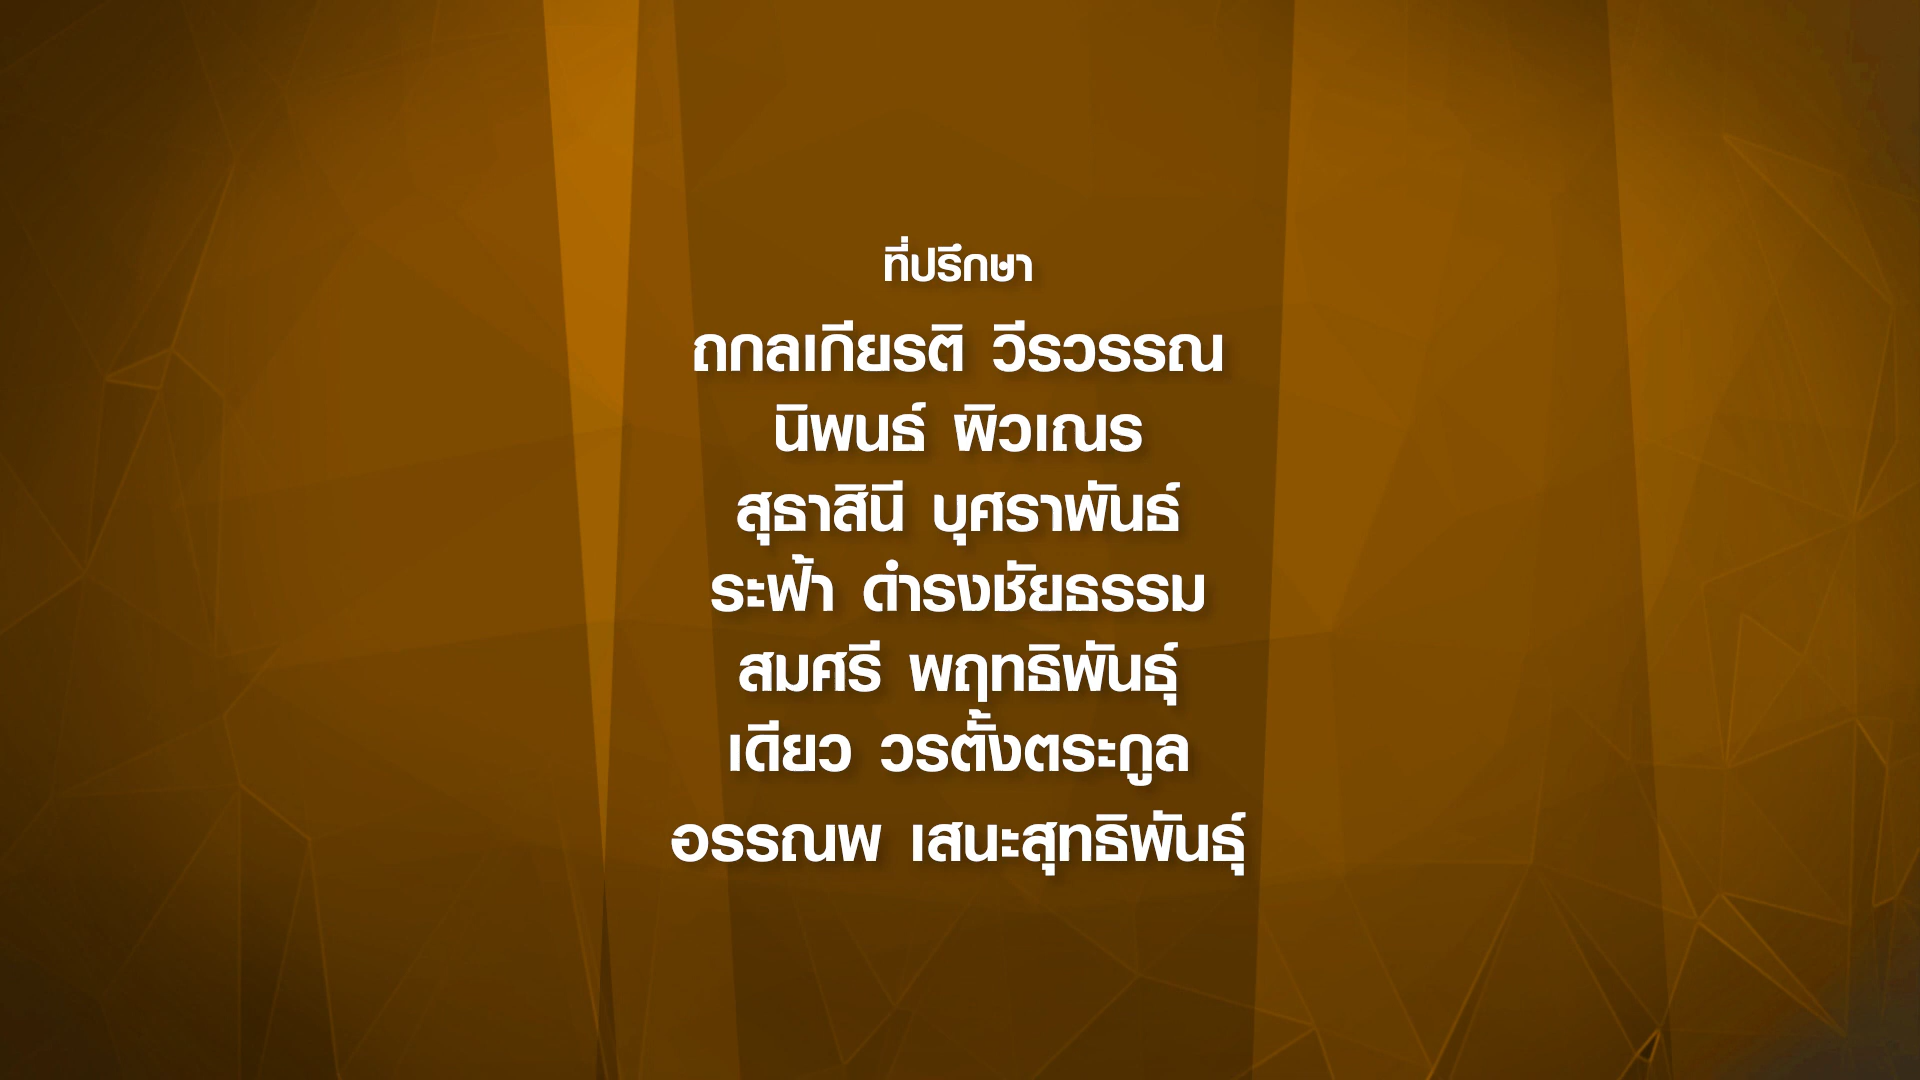 ที่ปรึกษา
ถกลเกียรติ วีรวรรณ
นิพนธ์ ผิวเณร
สุธาสินี บุศราพันธ์
ระฟ้า ดำรงชัยธรรม
สมศรี พฤทธิพันธุ์
เดียว วรตั้งตระกูล
อรรณพ เสนะสุทธิพันธุ์